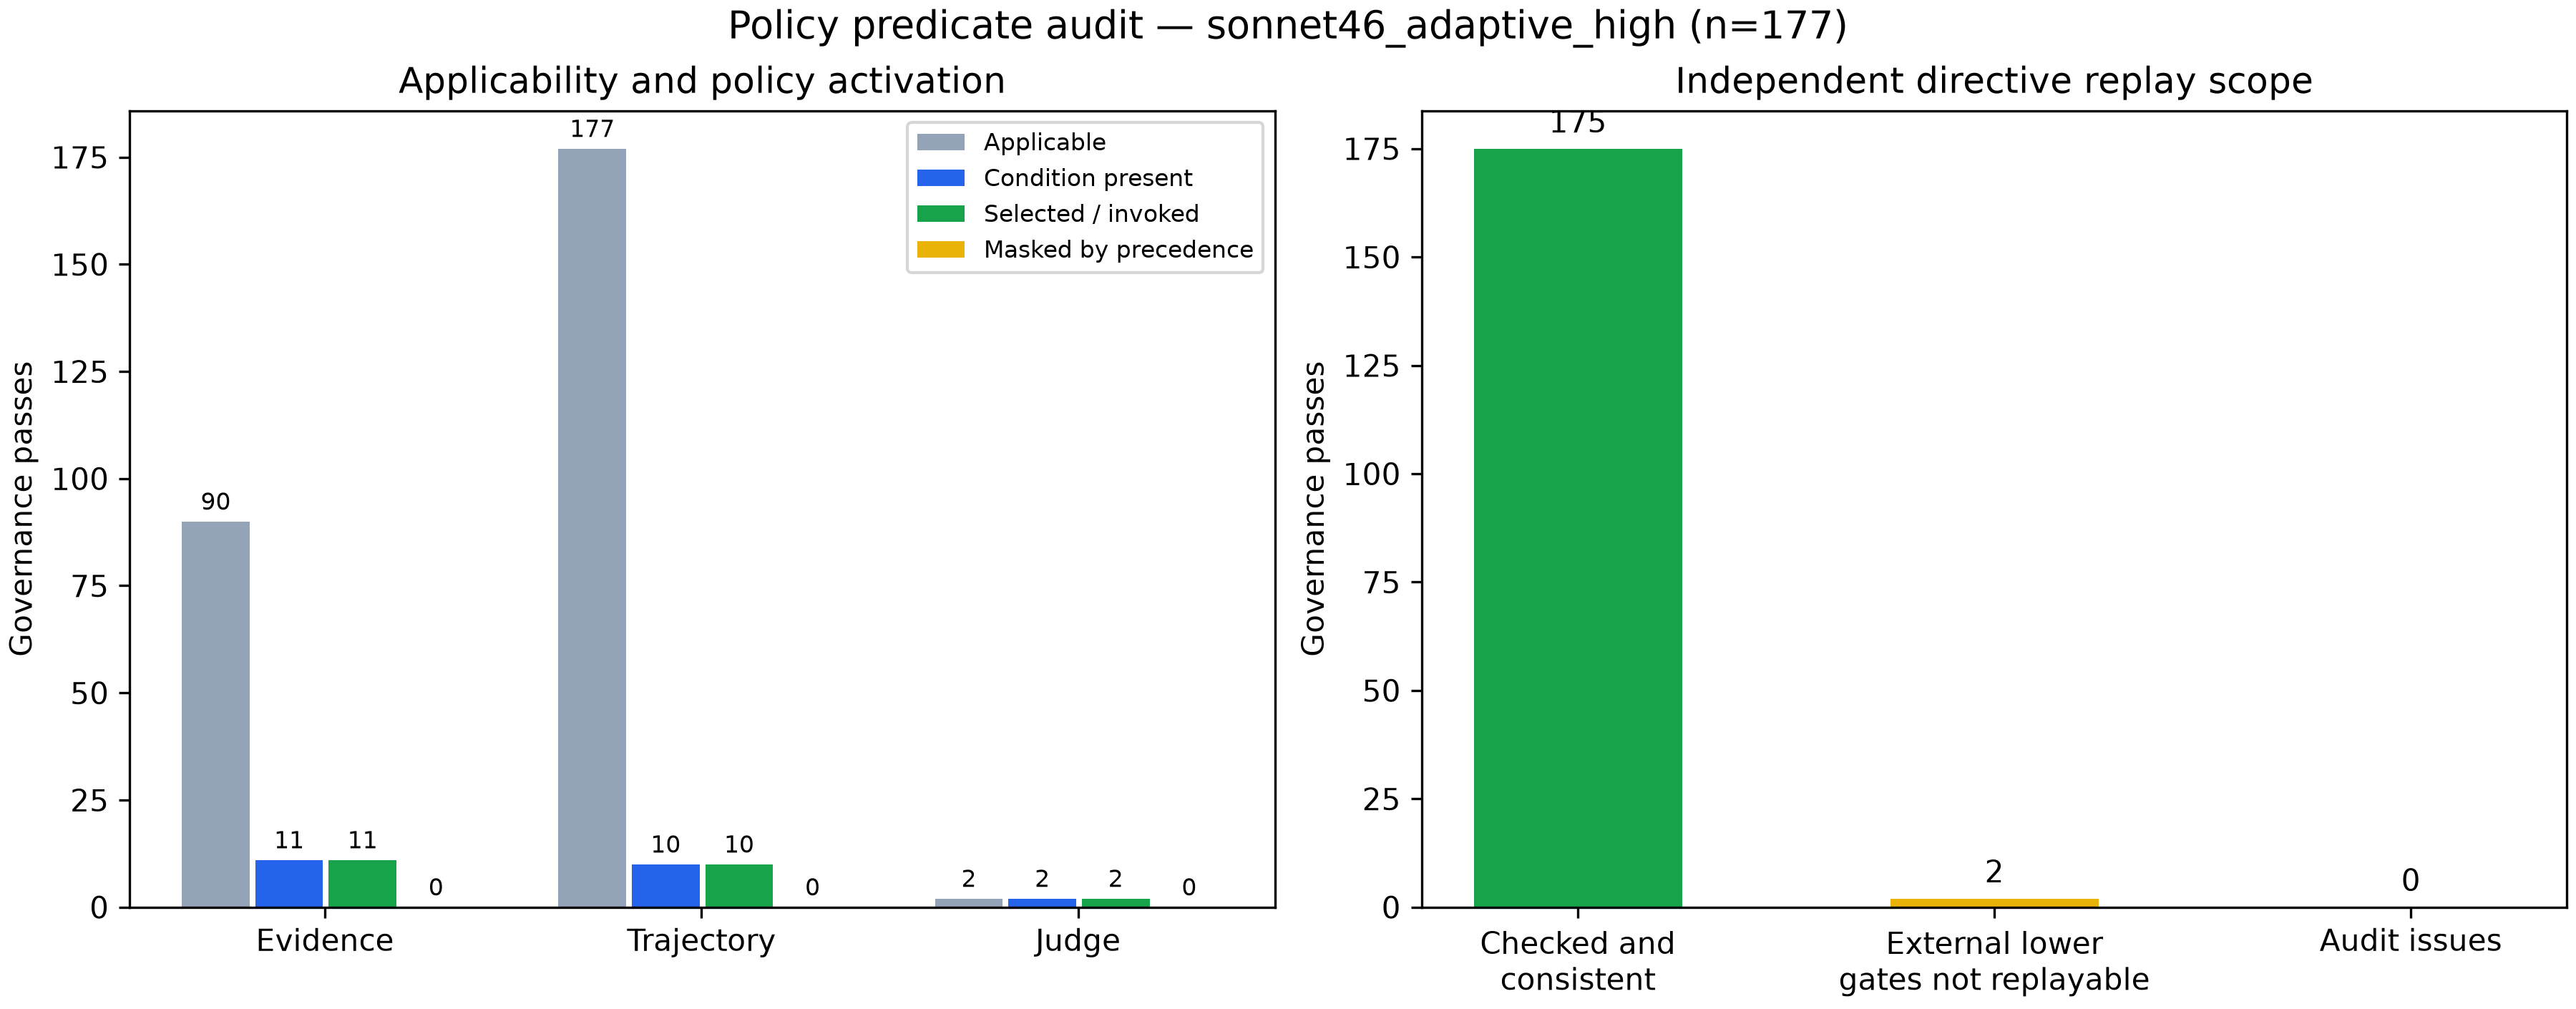 Policy predicate audit — sonnet46_adaptive_high (n=177)
Applicability and policy activation
Governance passes
175
150
125
100
75
50
25
0
90
11
11
0
177
10
10
0
2
2
2
0
Applicable
Condition present
Selected / invoked
Masked by precedence
Evidence
Trajectory
Judge
Independent directive replay scope
Governance passes
175
150
125
100
75
50
25
0
175
2
0
Checked and
consistent
External lower
gates not replayable
Audit issues